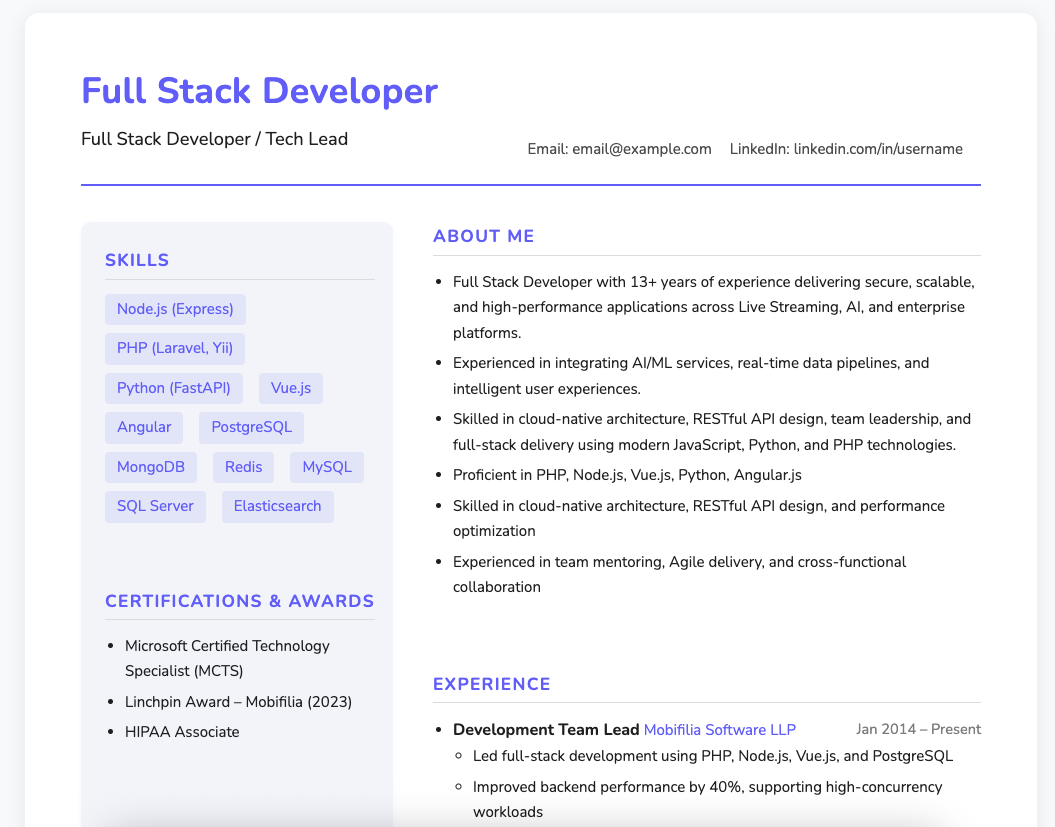 Full Stack Developer
Full Stack Developer / Tech Lead
Email: email@example.com LinkedIn: linkedin.com/in/username
SKILLS
Node.js (Express)
PHP (Laravel, Yii)
Python (FastAPI) Vue.js
Angular PostgreSQL
MongoDB Redis MySQL
SQL Server Elasticsearch
CERTIFICATIONS & AWARDS
• Microsoft Certified Technology
Specialist (MCTS)
• Linchpin Award – Mobifilia (2023)
• HIPAA Associate
ABOUT ME
• Full Stack Developer with 13+ years of experience delivering secure, scalable,
and high-performance applications across Live Streaming, AI, and enterprise
platforms.
• Experienced in integrating AI/ML services, real-time data pipelines, and
intelligent user experiences.
• Skilled in cloud-native architecture, RESTful API design, team leadership, and
full-stack delivery using modern JavaScript, Python, and PHP technologies.
• Proficient in PHP, Node.js, Vue.js, Python, Angular.js
• Skilled in cloud-native architecture, RESTful API design, and performance
optimization
• Experienced in team mentoring, Agile delivery, and cross-functional
collaboration
EXPERIENCE
• Development Team Lead Mobifilia Software LLP Jan 2014 – Present
◦ Led full-stack development using PHP, Node.js, Vue.js, and PostgreSQL
◦ Improved backend performance by 40%, supporting high-concurrency
workloads